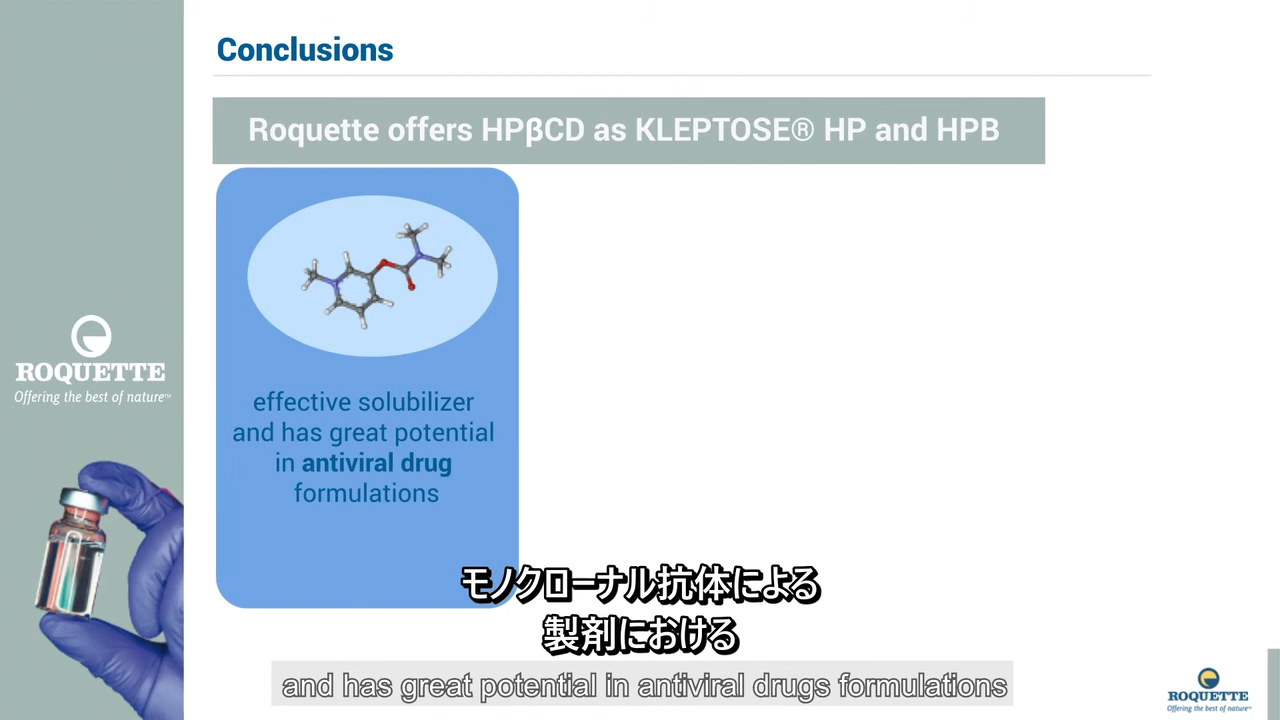 Conclusions
Roquette offers HPβCD as KLEPTOSE® HP and HPB
effective solubilizer
and has great potential
in antiviral drug
formulations
ROQUETTE
Offering the best of nature™
モノクローナル抗体による
製剤における
and has great potential in antiviral drugs formulations
ROQUETTE
Offering the best of nature™